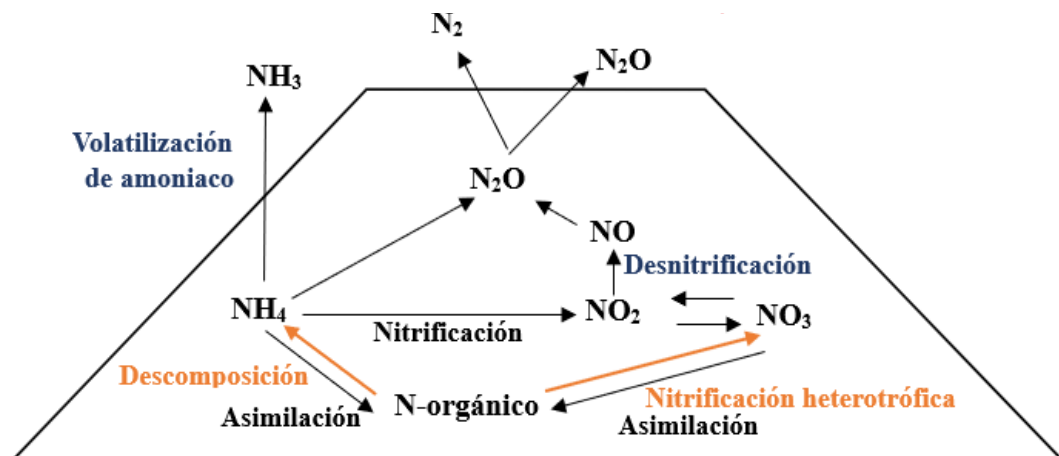 N₂
N₂O
NH₃
Volatilización
de amoniaco
N₂O
NO
Desnitrificación
NH₄
NO₂
NO₃
Nitrificación
Descomposición
N-orgánico
Nitrificación heterotrófica
Asimilación
Asimilación